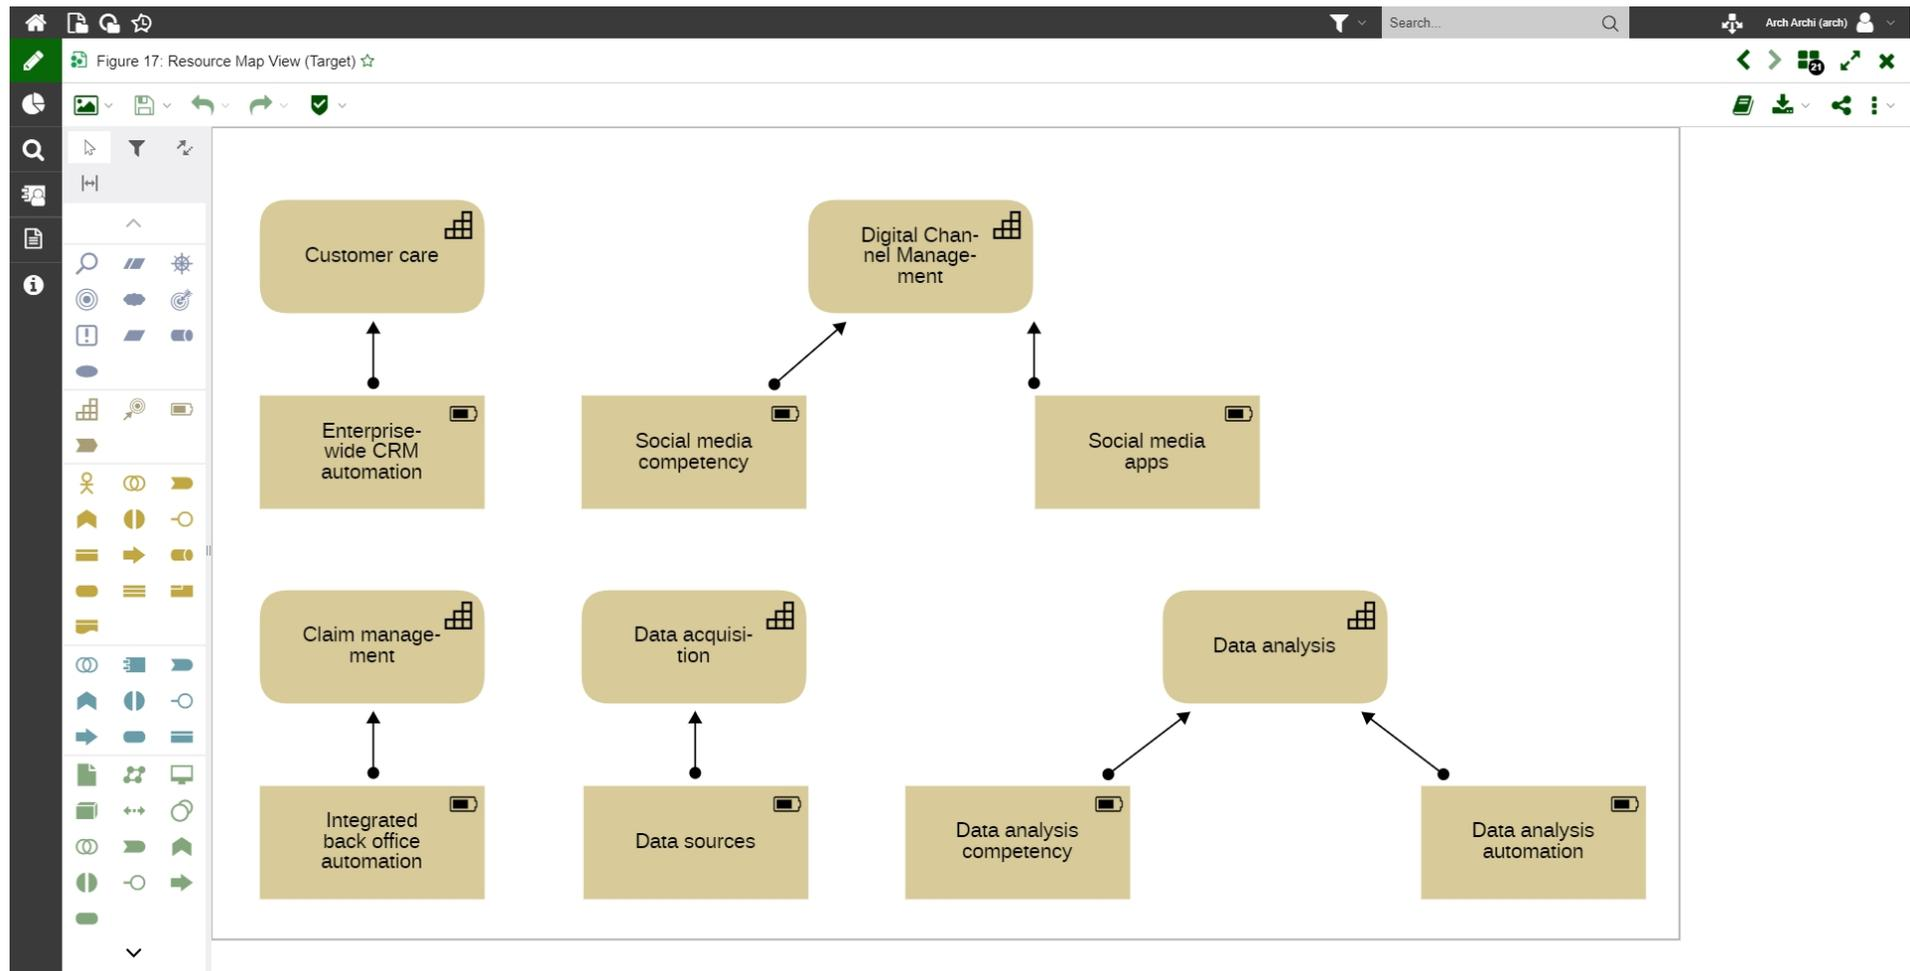 Search...
Arch Archi (arch)
Figure 17: Resource Map View (Target)
21
Customer care
Digital Chan-
nel Manage-
ment
Enterprise-
wide CRM
automation
Social media
competency
Social media
apps
Claim manage-
ment
Data acquisi-
tion
Data analysis
Integrated
back office
automation
Data sources
Data analysis
competency
Data analysis
automation